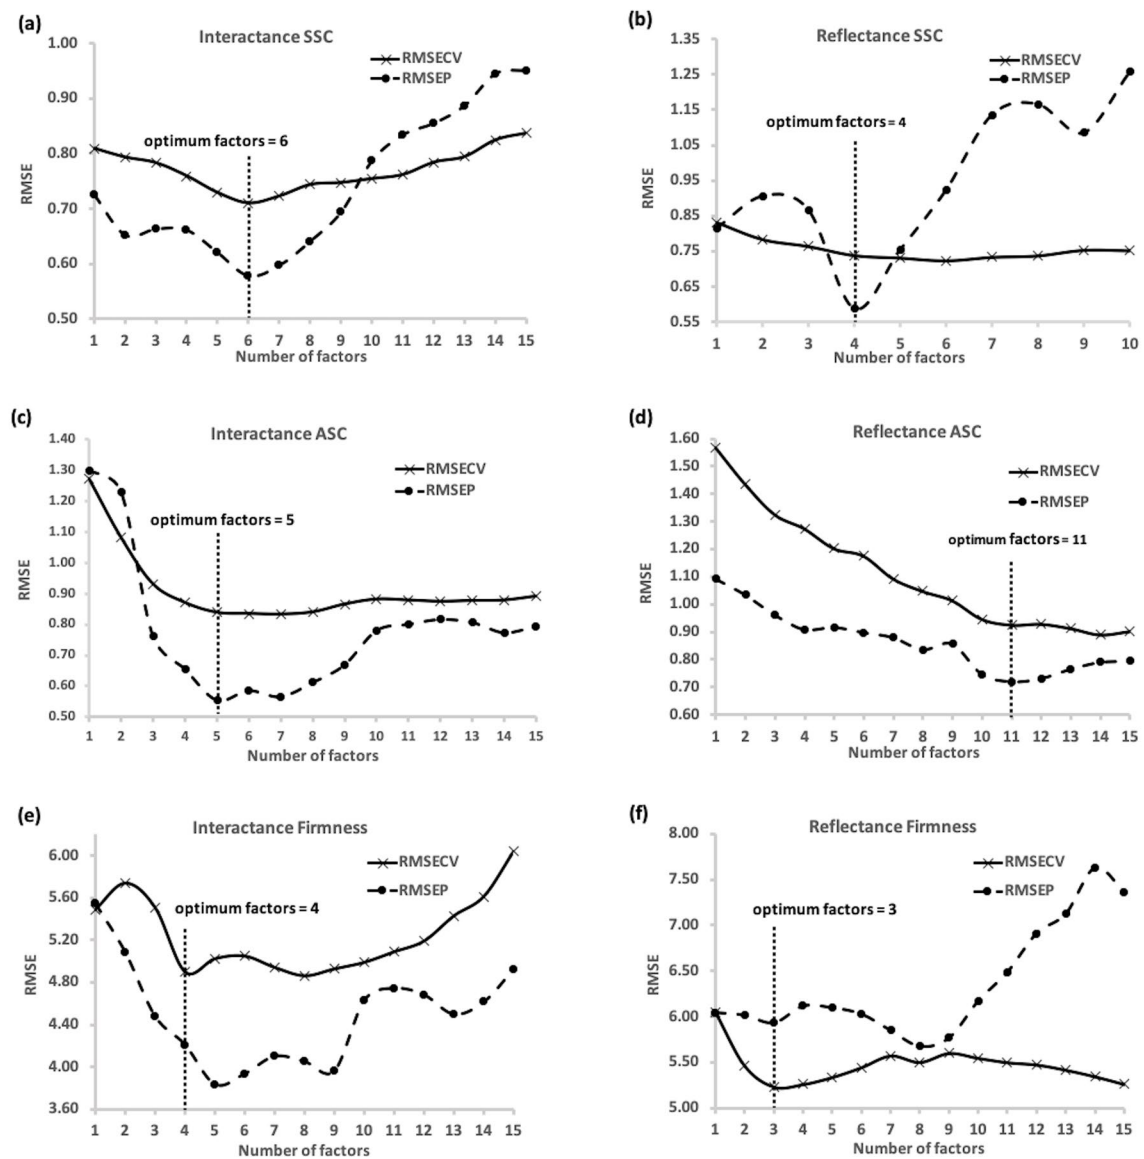 (a)
Interactance SSC
1.00
0.90
0.80
0.70
0.60
0.50
RMSE
RMSECV
RMSEP
optimum factors = 6
1 2 3 4 5 6 7 8 9 10 11 12 13 14 15
Number of factors
(b)
Reflectance SSC
1.35
1.25
1.15
1.05
0.95
0.85
0.75
0.65
0.55
RMSE
RMSECV
RMSEP
optimum factors = 4
1 2 3 4 5 6 7 8 9 10
Number of factors
(c)
Interactance ASC
1.40
1.30
1.20
1.10
1.00
0.90
0.80
0.70
0.60
0.50
RMSE
RMSECV
RMSEP
optimum factors = 5
1 2 3 4 5 6 7 8 9 10 11 12 13 14 15
Number of factors
(d)
Reflectance ASC
1.60
1.50
1.40
1.30
1.20
1.10
1.00
0.90
0.80
0.70
0.60
RMSE
RMSECV
RMSEP
optimum factors = 11
1 2 3 4 5 6 7 8 9 10 11 12 13 14 15
Number of factors
(e)
Interactance Firmness
6.00
5.60
5.20
4.80
4.40
4.00
3.60
RMSE
RMSECV
RMSEP
optimum factors = 4
1 2 3 4 5 6 7 8 9 10 11 12 13 14 15
Number of factors
(f)
Reflectance Firmness
8.00
7.50
7.00
6.50
6.00
5.50
5.00
RMSE
RMSECV
RMSEP
optimum factors = 3
1 2 3 4 5 6 7 8 9 10 11 12 13 14 15
Number of factors